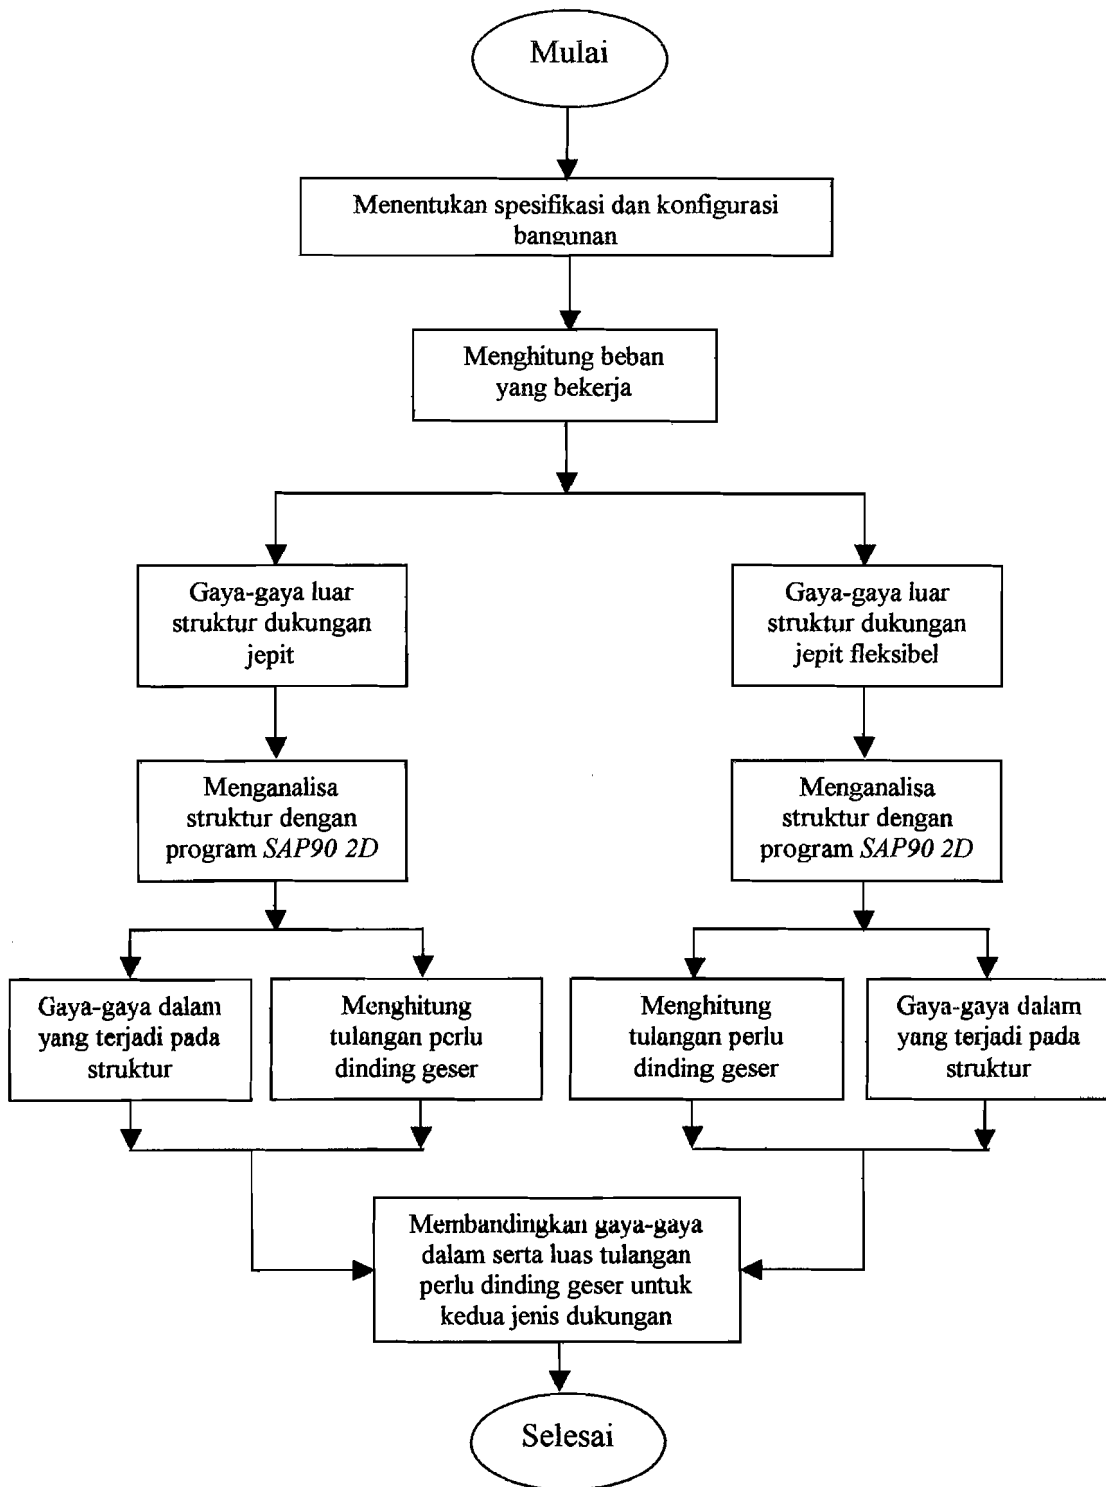 Mulai
Menentukan spesifikasi dan konfigurasi
bangunan
Menghitung beban
yang bekerja
Gaya-gaya luar
struktur dukungan
jepit
Gaya-gaya luar
struktur dukungan
jepit fleksibel
Menganalisa
struktur dengan
program SAP90 2D
Menganalisa
struktur dengan
program SAP90 2D
Gaya-gaya dalam
yang terjadi pada
struktur
Menghitung
tulangan perlu
dinding geser
Menghitung
tulangan perlu
dinding geser
Gaya-gaya dalam
yang terjadi pada
struktur
Membandingkan gaya-gaya
dalam serta luas tulangan
perlu dinding geser untuk
kedua jenis dukungan
Selesai